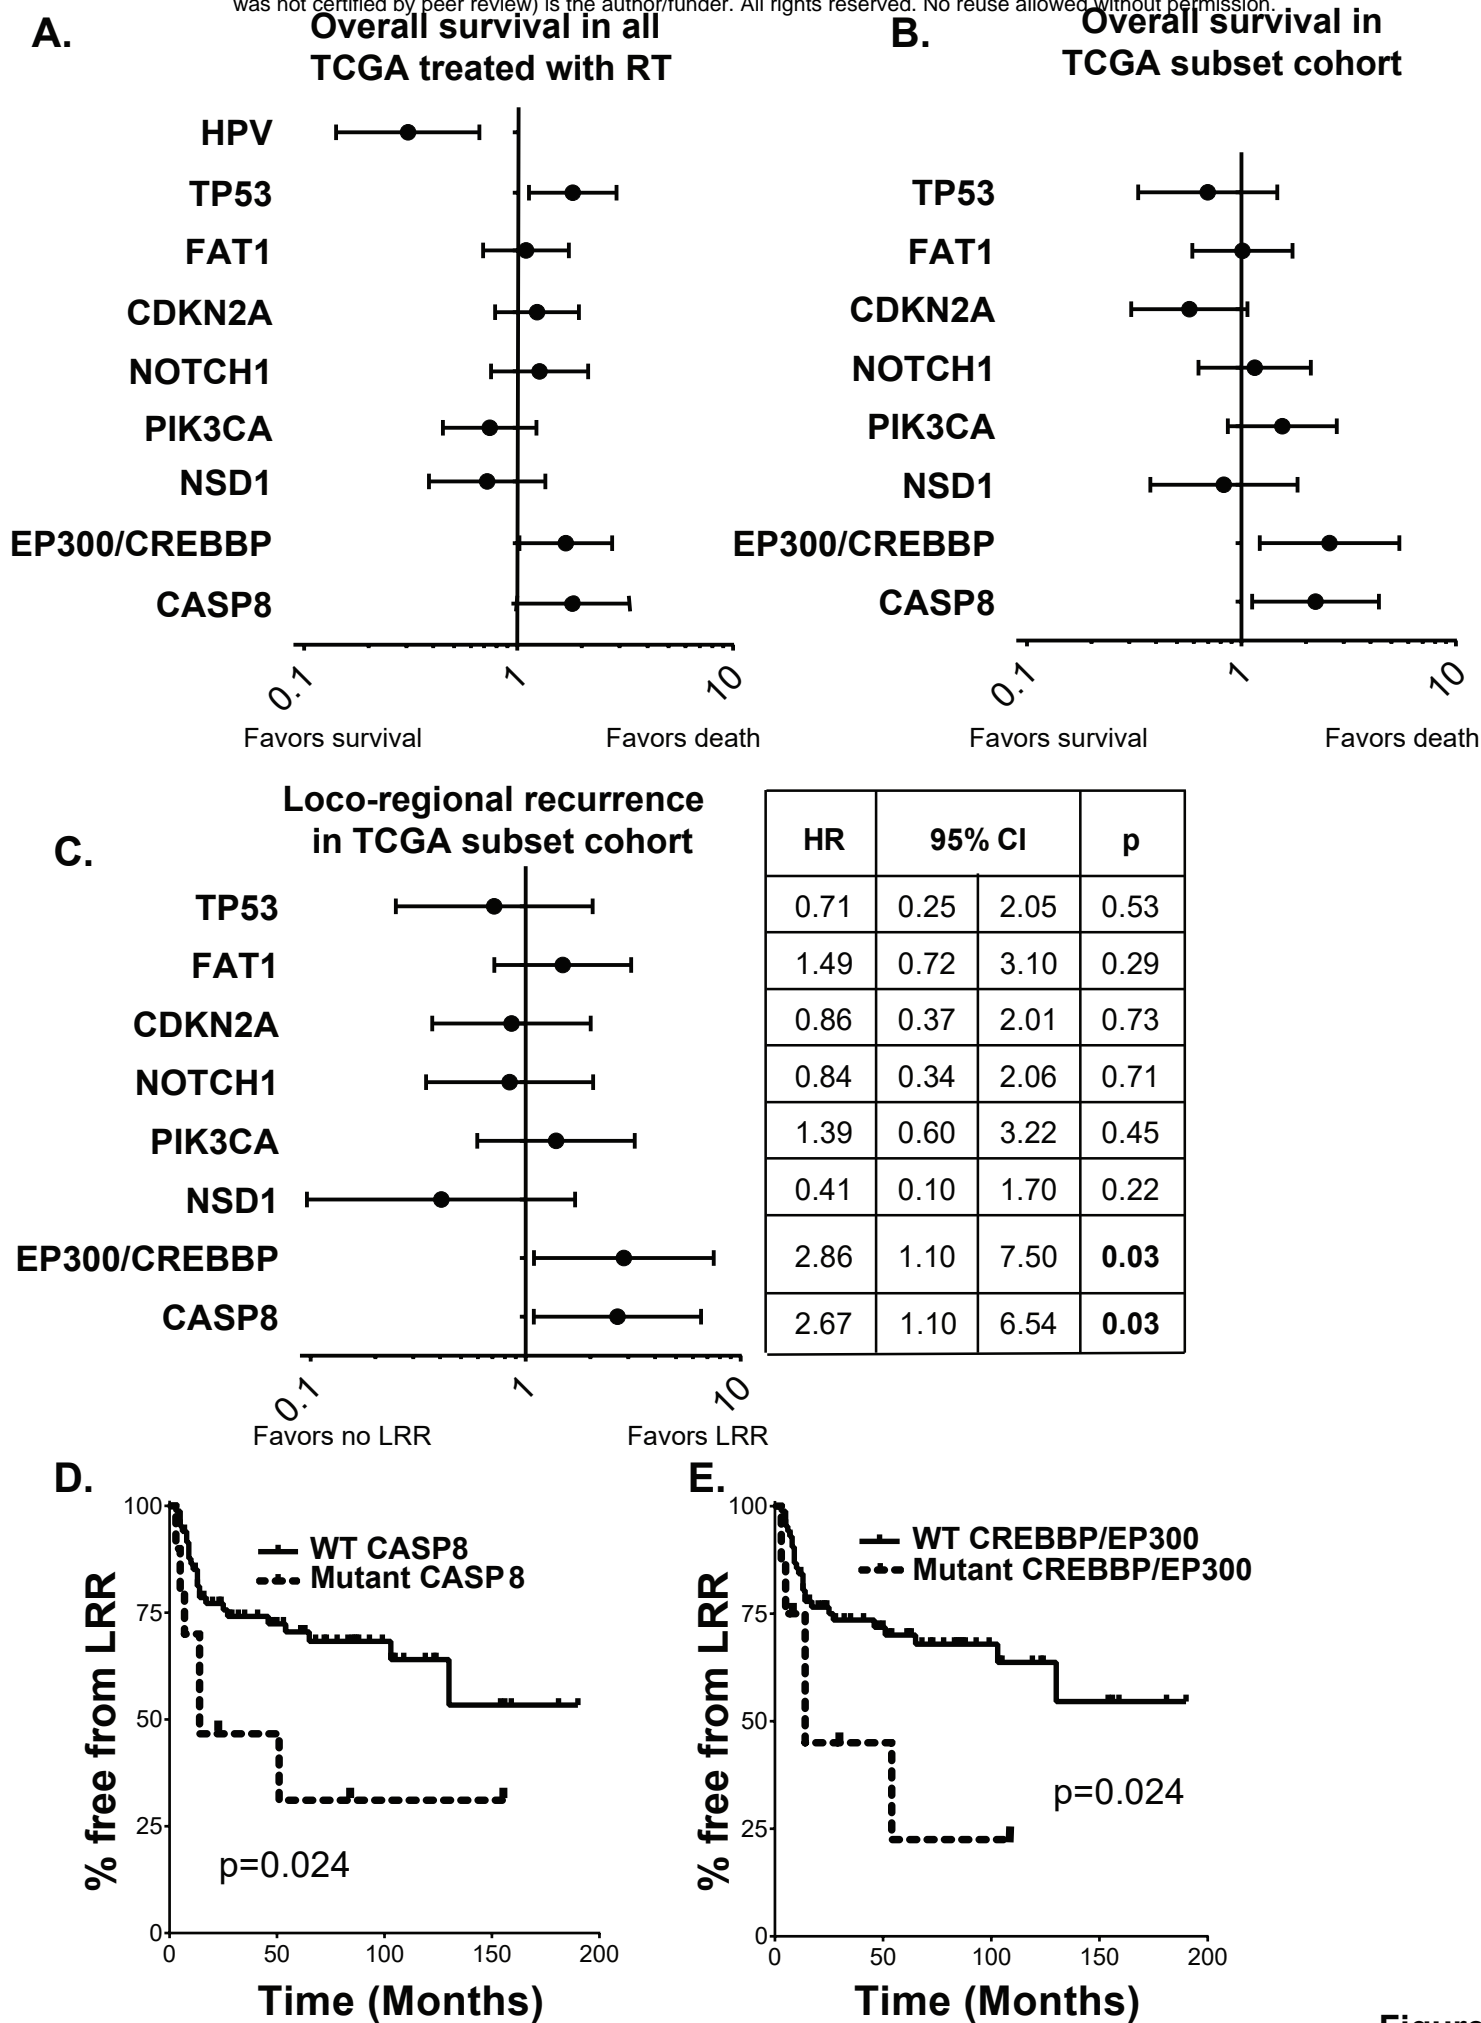 was not certified by peer review) is the author/funder. All rights reserved. No reuse allowed without permission.
A.
Overall survival in all
TCGA treated with RT
HPV
TP53
FAT1
CDKN2A
NOTCH1
PIK3CA
NSD1
EP300/CREBBP
CASP8
0.1
1
10
Favors survival
Favors death
B.
Overall survival in
TCGA subset cohort
TP53
FAT1
CDKN2A
NOTCH1
PIK3CA
NSD1
EP300/CREBBP
CASP8
0.1
1
10
Favors survival
Favors death
C.
Loco-regional recurrence
in TCGA subset cohort
HR 95% CI p
TP53 0.71 0.25 2.05 0.53
FAT1 1.49 0.72 3.10 0.29
CDKN2A 0.86 0.37 2.01 0.73
NOTCH1 0.84 0.34 2.06 0.71
PIK3CA 1.39 0.60 3.22 0.45
NSD1 0.41 0.10 1.70 0.22
EP300/CREBBP 2.86 1.10 7.50 0.03
CASP8 2.67 1.10 6.54 0.03
0.1
1
10
Favors no LRR
Favors LRR
D.
% free from LRR
100
75
50
25
0
WT CASP8
Mutant CASP8
p=0.024
0 50 100 150 200
Time (Months)
E.
% free from LRR
100
75
50
25
0
WT CREBBP/EP300
Mutant CREBBP/EP300
p=0.024
0 50 100 150 200
Time (Months)